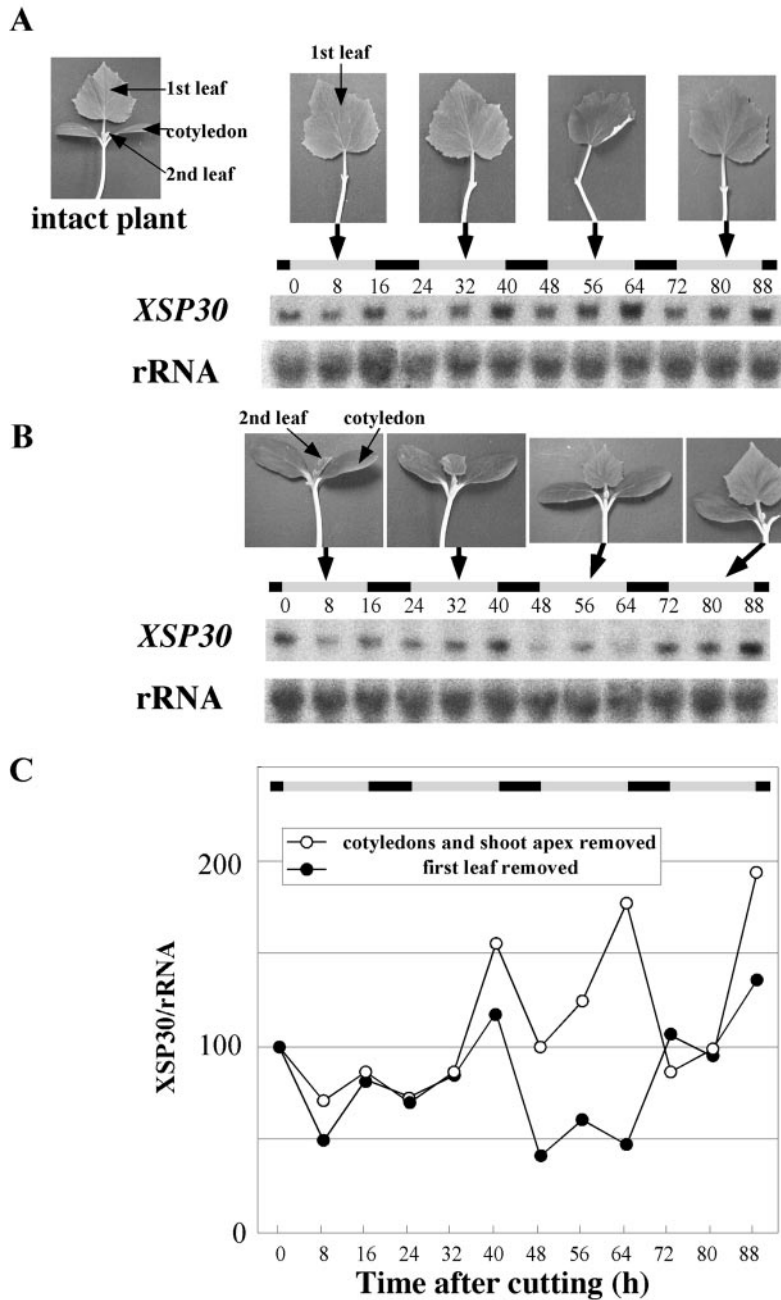 A
1st leaf
cotyledon
2nd leaf
intact plant
1st leaf
0 8 16 24 32 40 48 56 64 72 80 88
XSP30
rRNA
B
2nd leaf cotyledon
0 8 16 24 32 40 48 56 64 72 80 88
XSP30
rRNA
C
cotyledons and shoot apex removed
first leaf removed
200
100
0
XSP30/rRNA
0 8 16 24 32 40 48 56 64 72 80 88
Time after cutting (h)